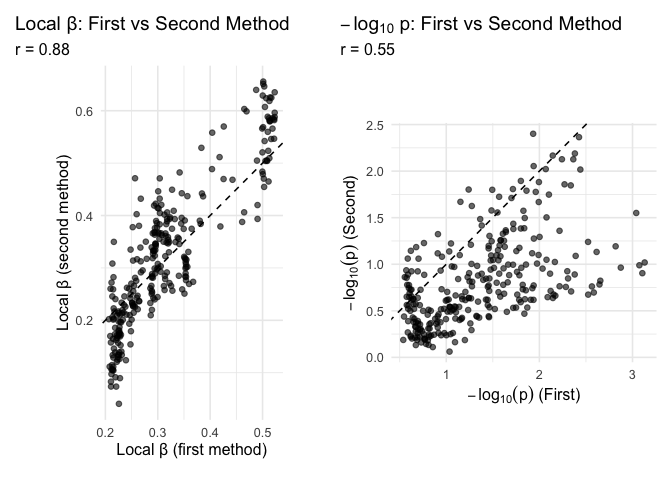 Local β: First vs Second Method
r = 0.88
0.6
0.4
0.2
Local β (second method)
0.2 0.3 0.4 0.5
Local β (first method)
−log₁₀ p: First vs Second Method
r = 0.55
2.5
2.0
1.5
1.0
0.5
0.0
−log₁₀(p) (Second)
1 2 3
−log₁₀(p) (First)